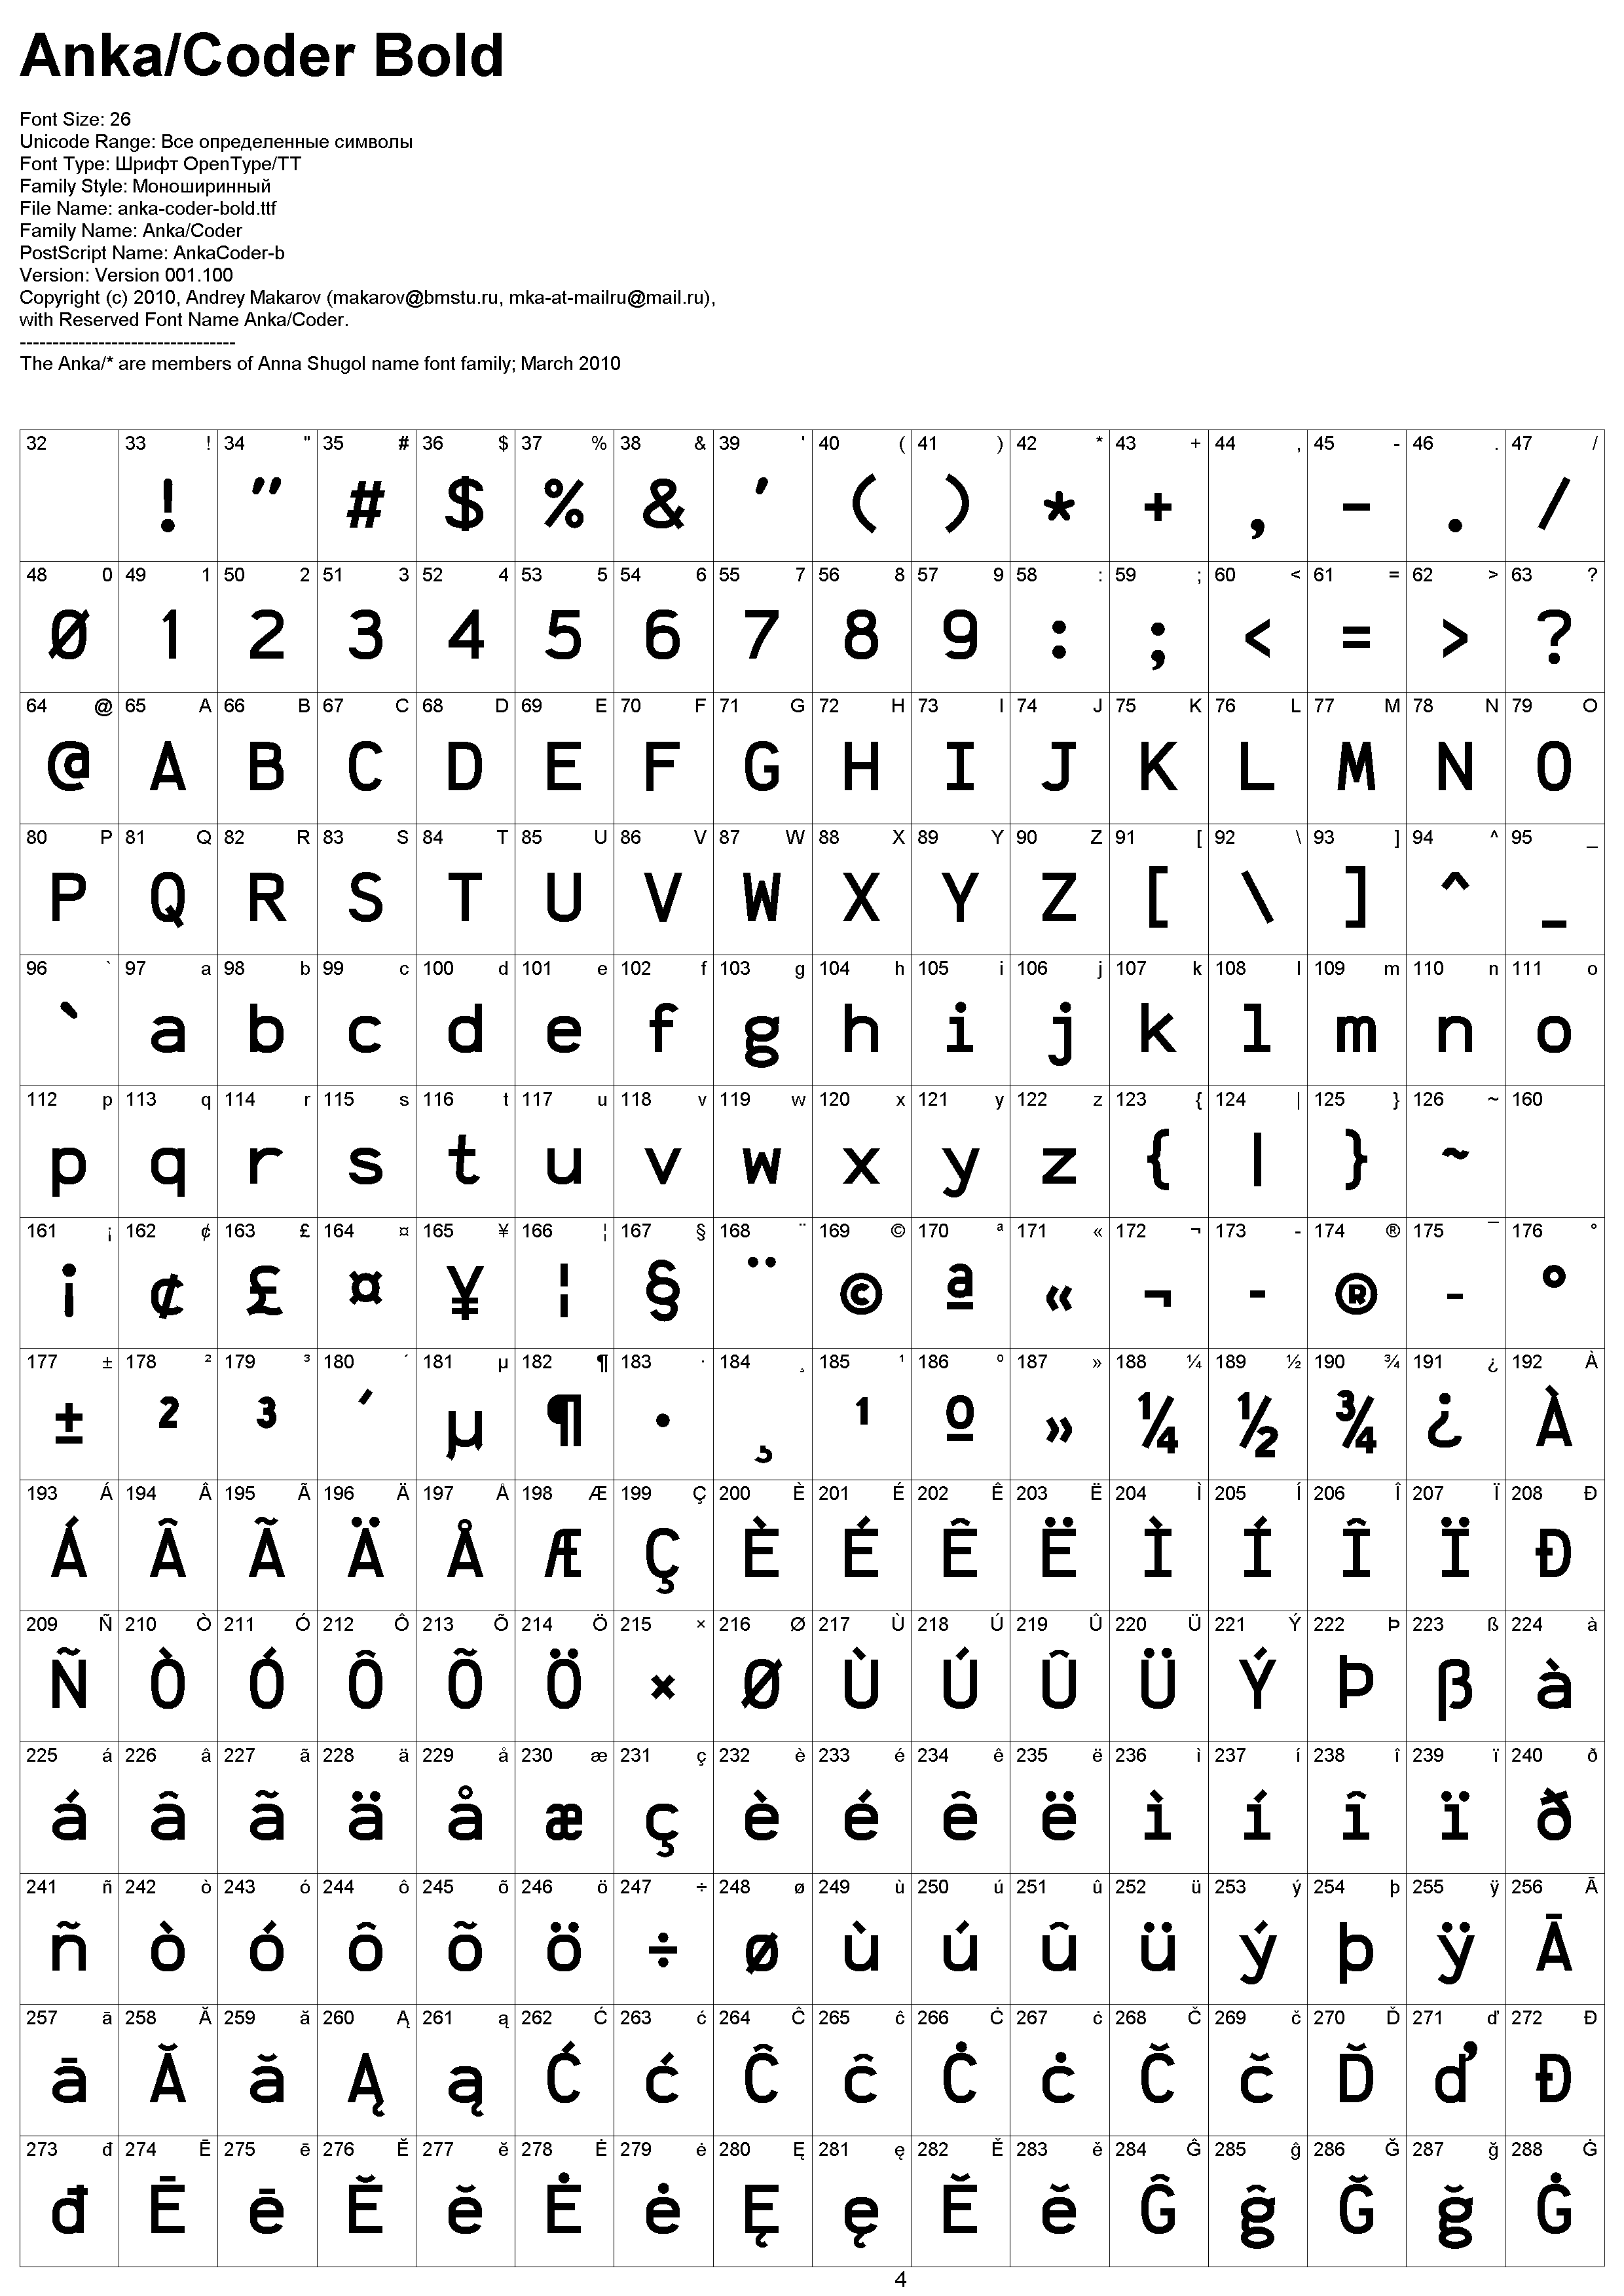 Anka/Coder Bold
Font Size: 26
Unicode Range: Все определенные символы
Font Type: Шрифт OpenType/TT
Family Style: Моноширинный
File Name: anka-coder-bold.ttf
Family Name: Anka/Coder
PostScript Name: AnkaCoder-b
Version: Version 001.100
Copyright (c) 2010, Andrey Makarov (makarov@bmstu.ru, mka-at-mailru@mail.ru),
with Reserved Font Name Anka/Coder.
---------------------------------
The Anka/* are members of Anna Shugol name font family; March 2010
32 33 ! 34 " 35 # 36 $ 37 % 38 & 39 ' 40 ( 41 ) 42 * 43 + 44 , 45 - 46 . 47 /
! " # $ % & ' ( ) * + , - . /
48 0 49 1 50 2 51 3 52 4 53 5 54 6 55 7 56 8 57 9 58 : 59 ; 60 < 61 = 62 > 63 ?
0 1 2 3 4 5 6 7 8 9 : ; < = > ?
64 @ 65 A 66 B 67 C 68 D 69 E 70 F 71 G 72 H 73 I 74 J 75 K 76 L 77 M 78 N 79 O
@ A B C D E F G H I J K L M N O
80 P 81 Q 82 R 83 S 84 T 85 U 86 V 87 W 88 X 89 Y 90 Z 91 [ 92 \ 93 ] 94 ^ 95 _
P Q R S T U V W X Y Z [ \ ] ^ _
96 ` 97 a 98 b 99 c 100 d 101 e 102 f 103 g 104 h 105 i 106 j 107 k 108 l 109 m 110 n 111 o
` a b c d e f g h i j k l m n o
112 p 113 q 114 r 115 s 116 t 117 u 118 v 119 w 120 x 121 y 122 z 123 { 124 | 125 } 126 ~ 160
p q r s t u v w x y z { | } ~
161 ¡ 162 ¢ 163 £ 164 ¤ 165 ¥ 166 ¦ 167 § 168 ¨ 169 © 170 ª 171 « 172 ¬ 173 - 174 ® 175 ¯ 176 °
¡ ¢ £ ¤ ¥ ¦ § ¨ © ª « ¬ - ® ¯ °
177 ± 178 ² 179 ³ 180 ´ 181 µ 182 ¶ 183 · 184 ¸ 185 ¹ 186 º 187 » 188 ¼ 189 ½ 190 ¾ 191 ¿ 192 À
± ² ³ ´ µ ¶ · ¸ ¹ º » ¼ ½ ¾ ¿ À
193 Á 194 Â 195 Ã 196 Ä 197 Å 198 Æ 199 Ç 200 È 201 É 202 Ê 203 Ë 204 Ì 205 Í 206 Î 207 Ï 208 Ð
Á Â Ã Ä Å Æ Ç È É Ê Ë Ì Í Î Ï Ð
209 Ñ 210 Ò 211 Ó 212 Ô 213 Õ 214 Ö 215 × 216 Ø 217 Ù 218 Ú 219 Û 220 Ü 221 Ý 222 Þ 223 ß 224 à
Ñ Ò Ó Ô Õ Ö × Ø Ù Ú Û Ü Ý Þ ß à
225 á 226 â 227 ã 228 ä 229 å 230 æ 231 ç 232 è 233 é 234 ê 235 ë 236 ì 237 í 238 î 239 ï 240 ð
á â ã ä å æ ç è é ê ë ì í î ï ð
241 ñ 242 ò 243 ó 244 ô 245 õ 246 ö 247 ÷ 248 ø 249 ù 250 ú 251 û 252 ü 253 ý 254 þ 255 ÿ 256 Ā
ñ ò ó ô õ ö ÷ ø ù ú û ü ý þ ÿ Ā
257 ā 258 Ă 259 ă 260 Ą 261 ą 262 Ć 263 ć 264 Ĉ 265 ĉ 266 Ċ 267 ċ 268 Č 269 č 270 Ď 271 ď 272 Đ
ā Ă ă Ą ą Ć ć Ĉ ĉ Ċ ċ Č č Ď ď Đ
273 đ 274 Ē 275 ē 276 Ĕ 277 ĕ 278 Ė 279 ė 280 Ę 281 ę 282 Ě 283 ě 284 Ĝ 285 ĝ 286 Ğ 287 ğ 288 Ġ
đ Ē ē Ĕ ĕ Ė ė Ę ę Ě ě Ĝ ĝ Ğ ğ Ġ
4